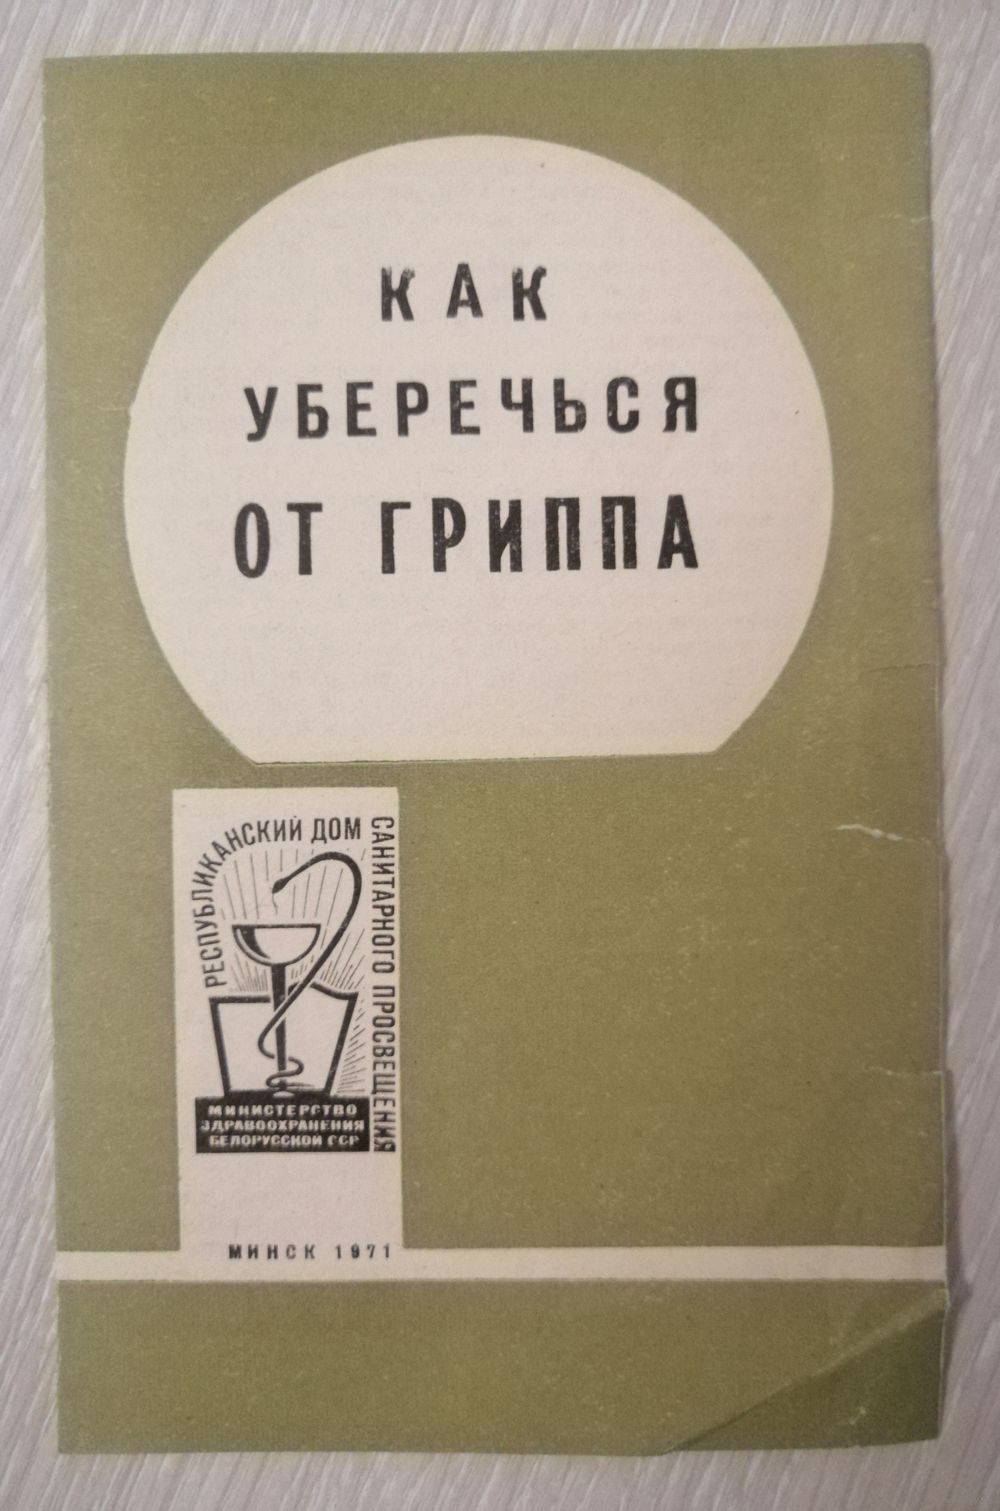 КАК
УБЕРЕЧЬСЯ
ОТ ГРИППА
РЕСПУБЛИКАНСКИЙ ДОМ
САНИТАРНОГО ПРОСВЕЩЕНИЯ
МИНИСТЕРСТВО
ЗДРАВООХРАНЕНИЯ
БЕЛОРУССКОЙ ССР
МИНСК 1971